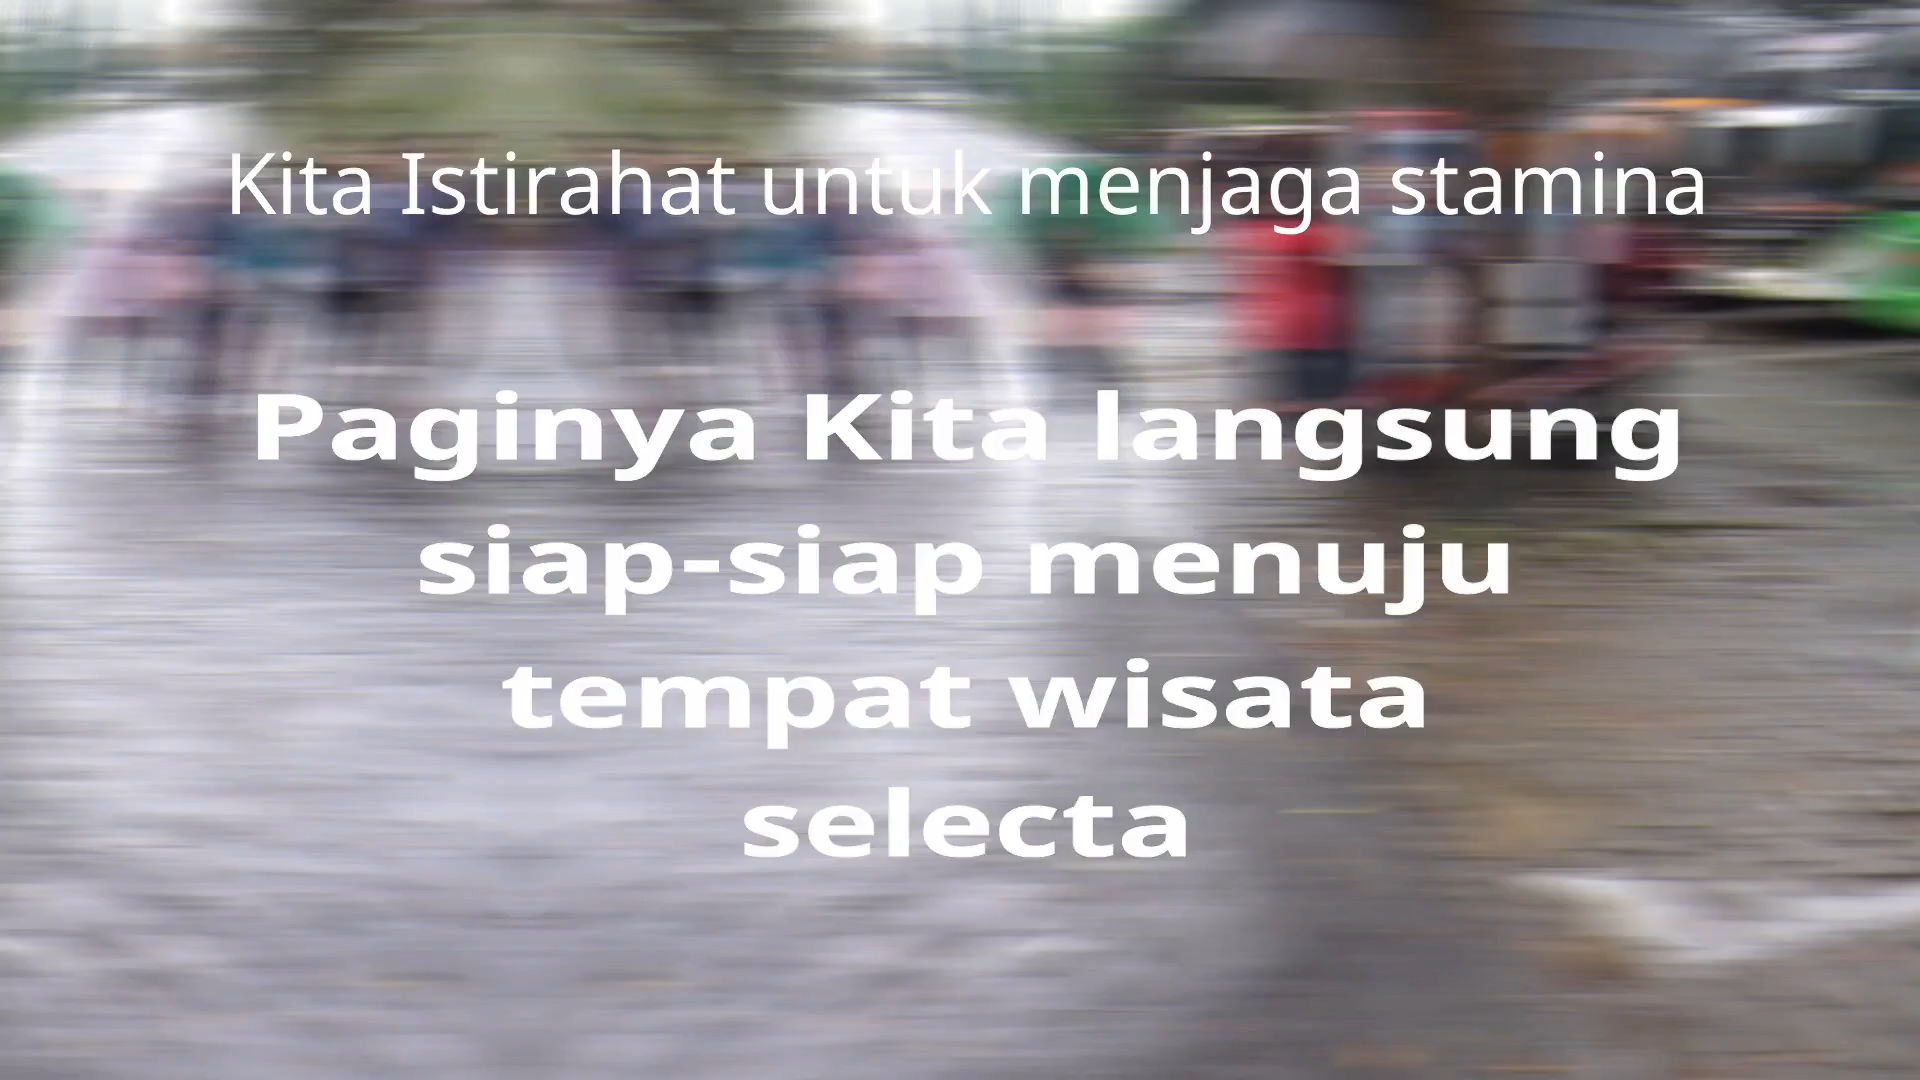 Kita Istirahat untuk menjaga stamina
Paginya Kita langsung
siap-siap menuju
tempat wisata
selecta